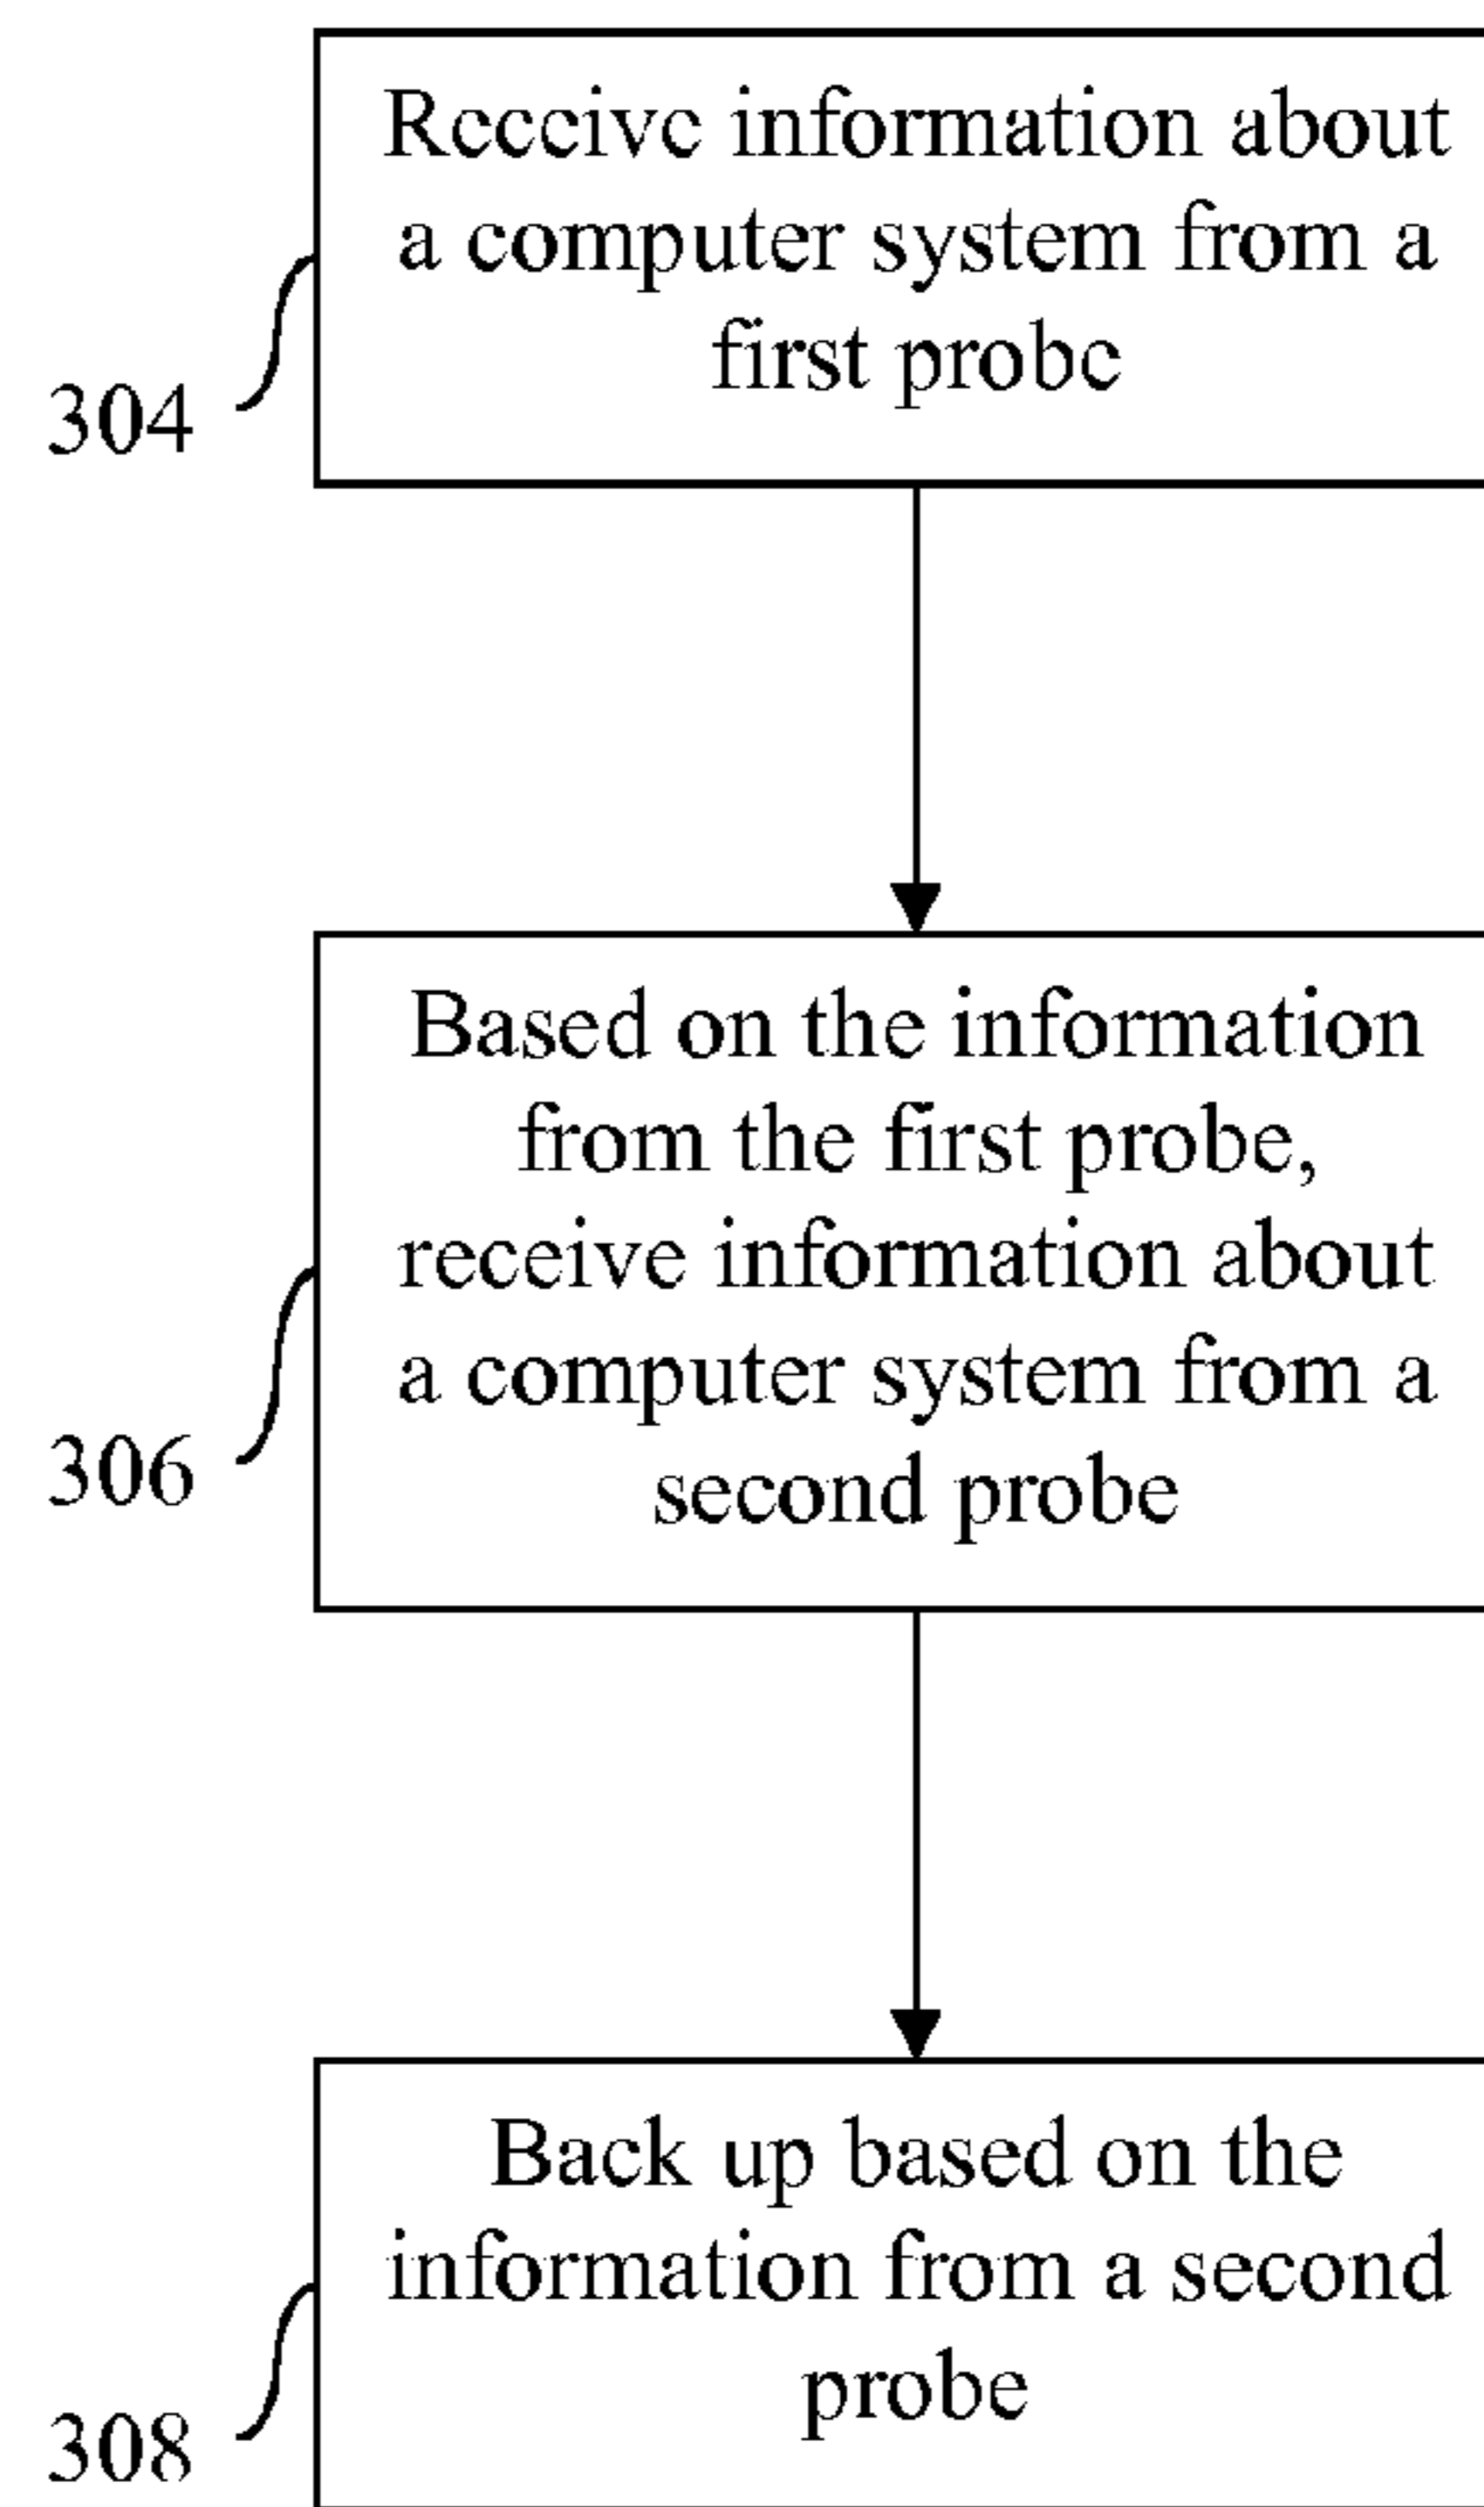 Receive information about
a computer system from a
first probe
304
Based on the information
from the first probe,
receive information about
a computer system from a
second probe
306
Back up based on the
information from a second
probe
308